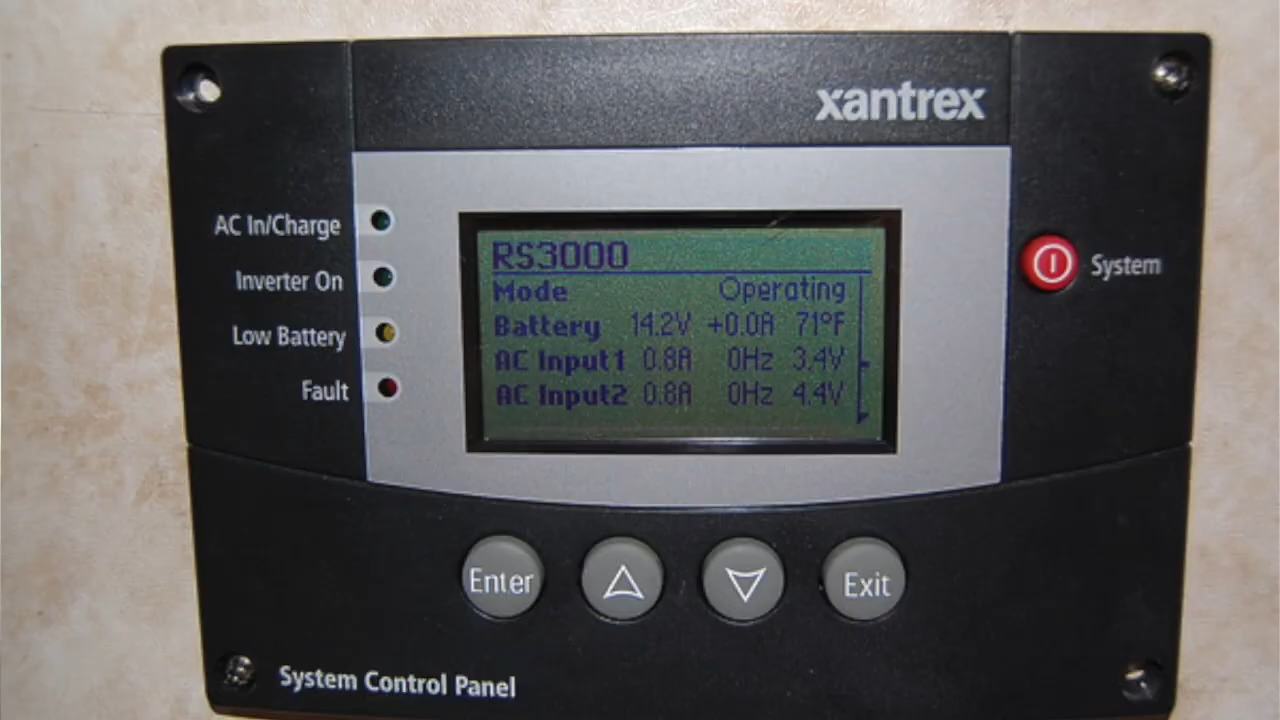 xantrex
AC In/Charge
Inverter On
Low Battery
Fault
RS3000
Mode Operating
Battery 14.2V +0.0A 71°F
AC Input1 0.8A 0Hz 3.4V
AC Input2 0.8A 0Hz 4.4V
System
Enter Exit
System Control Panel